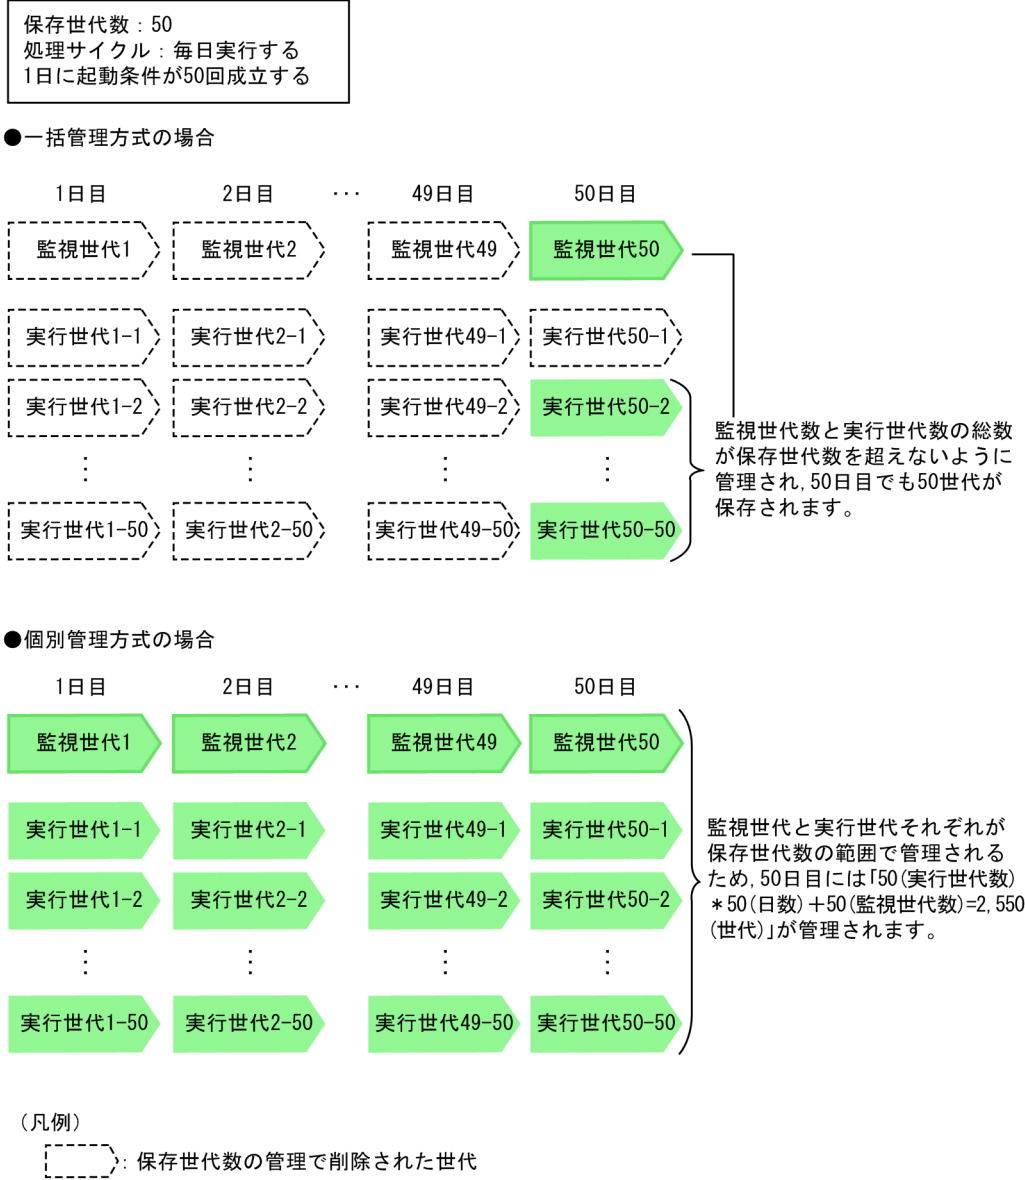 保存世代数：50
処理サイクル：毎日実行する
1日に起動条件が50回成立する
●一括管理方式の場合
1日目 2日目 ･･･ 49日目 50日目
監視世代1 監視世代2 監視世代49 監視世代50
実行世代1-1 実行世代2-1 実行世代49-1 実行世代50-1
実行世代1-2 実行世代2-2 実行世代49-2 実行世代50-2
実行世代1-50 実行世代2-50 実行世代49-50 実行世代50-50
監視世代数と実行世代数の総数
が保存世代数を超えないように
管理され,50日目でも50世代が
保存されます。
●個別管理方式の場合
1日目 2日目 ･･･ 49日目 50日目
監視世代1 監視世代2 監視世代49 監視世代50
実行世代1-1 実行世代2-1 実行世代49-1 実行世代50-1
実行世代1-2 実行世代2-2 実行世代49-2 実行世代50-2
実行世代1-50 実行世代2-50 実行世代49-50 実行世代50-50
監視世代と実行世代それぞれが
保存世代数の範囲で管理される
ため,50日目には｢50(実行世代数)
＊50(日数)＋50(監視世代数)=2,550
(世代)｣が管理されます。
(凡例)
：保存世代数の管理で削除された世代